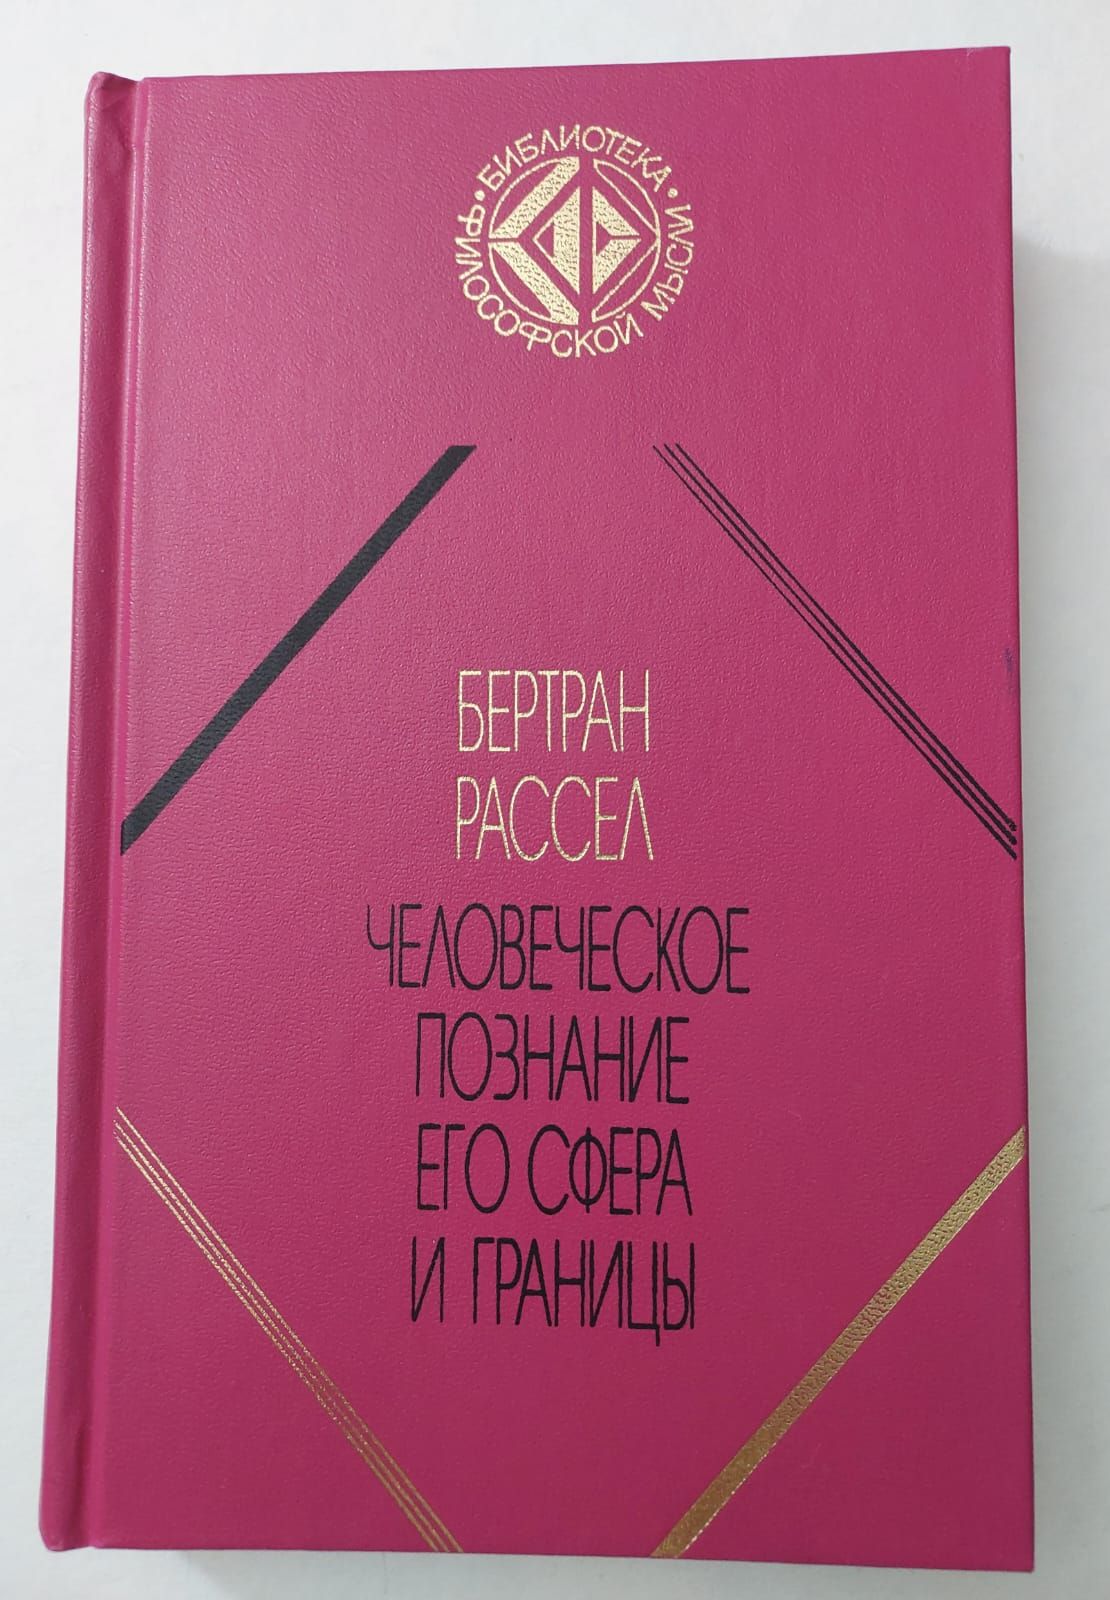 • БИБЛИОТЕКА • ФИЛОСОФСКОЙ МЫСЛИ
БЕРТРАН
РАССЕЛ
ЧЕЛОВЕЧЕСКОЕ
ПОЗНАНИЕ
ЕГО СФЕРА
И ГРАНИЦЫ